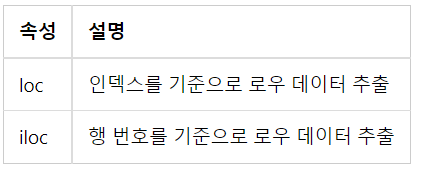 속성 설명
loc 인덱스를 기준으로 로우 데이터 추출
iloc 행 번호를 기준으로 로우 데이터 추출